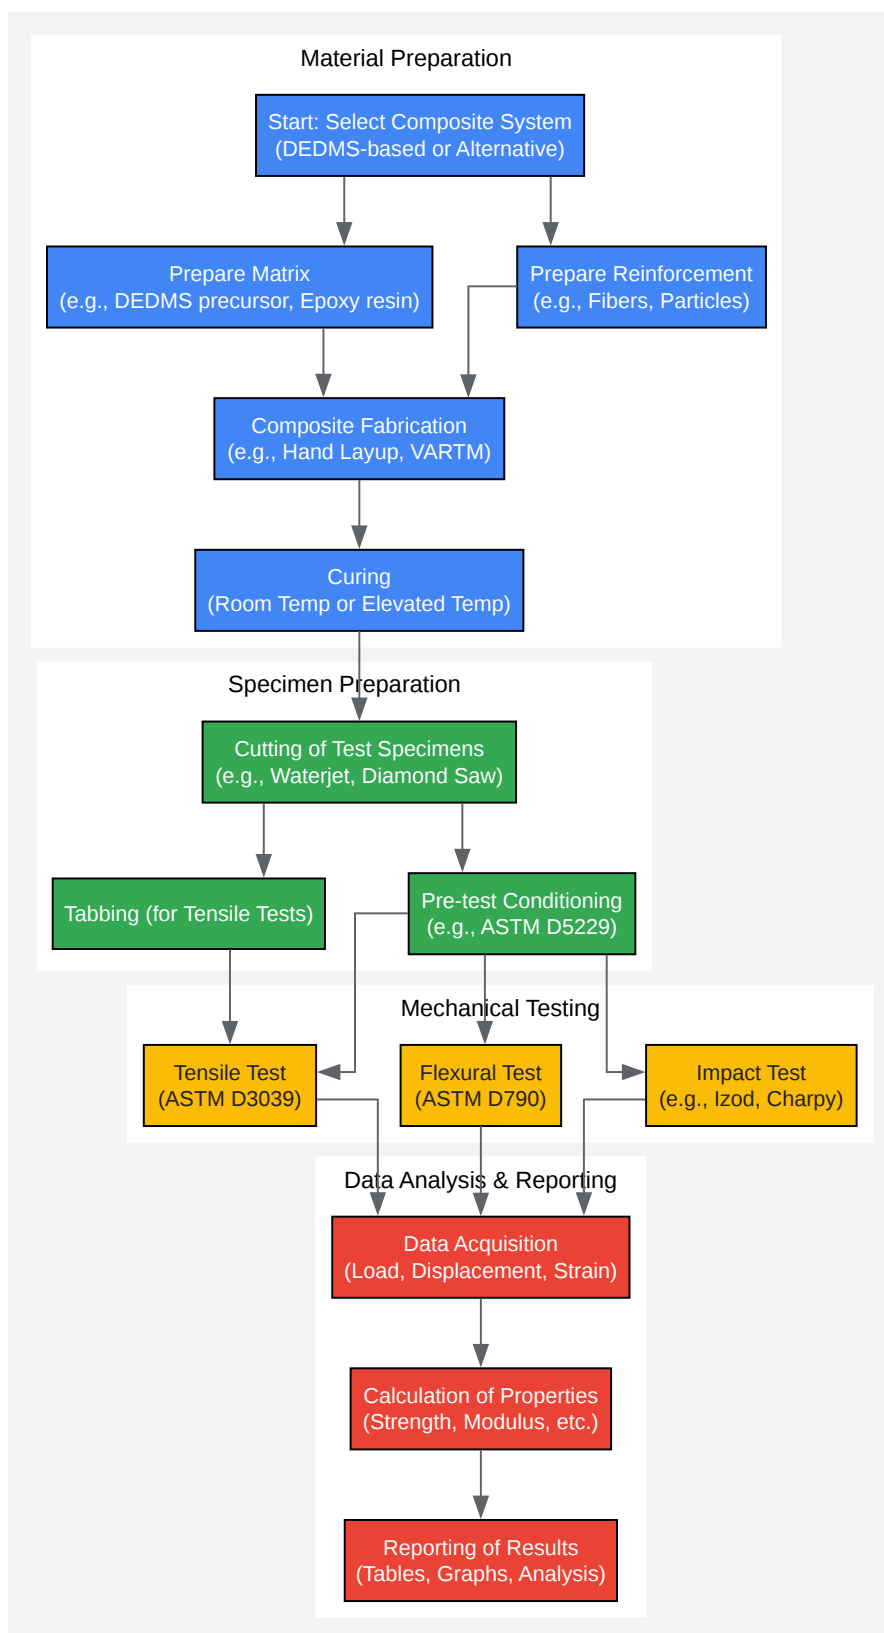 Material Preparation
Start: Select Composite System
(DEDMS-based or Alternative)
Prepare Matrix
(e.g., DEDMS precursor, Epoxy resin)
Prepare Reinforcement
(e.g., Fibers, Particles)
Composite Fabrication
(e.g., Hand Layup, VARTM)
Curing
(Room Temp or Elevated Temp)
Specimen Preparation
Cutting of Test Specimens
(e.g., Waterjet, Diamond Saw)
Tabbing (for Tensile Tests)
Pre-test Conditioning
(e.g., ASTM D5229)
Mechanical Testing
Tensile Test
(ASTM D3039)
Flexural Test
(ASTM D790)
Impact Test
(e.g., Izod, Charpy)
Data Analysis & Reporting
Data Acquisition
(Load, Displacement, Strain)
Calculation of Properties
(Strength, Modulus, etc.)
Reporting of Results
(Tables, Graphs, Analysis)